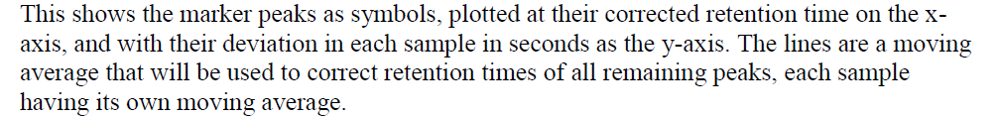 This shows the marker peaks as symbols, plotted at their corrected retention time on the x-
axis, and with their deviation in each sample in seconds as the y-axis. The lines are a moving
average that will be used to correct retention times of all remaining peaks, each sample
having its own moving average.